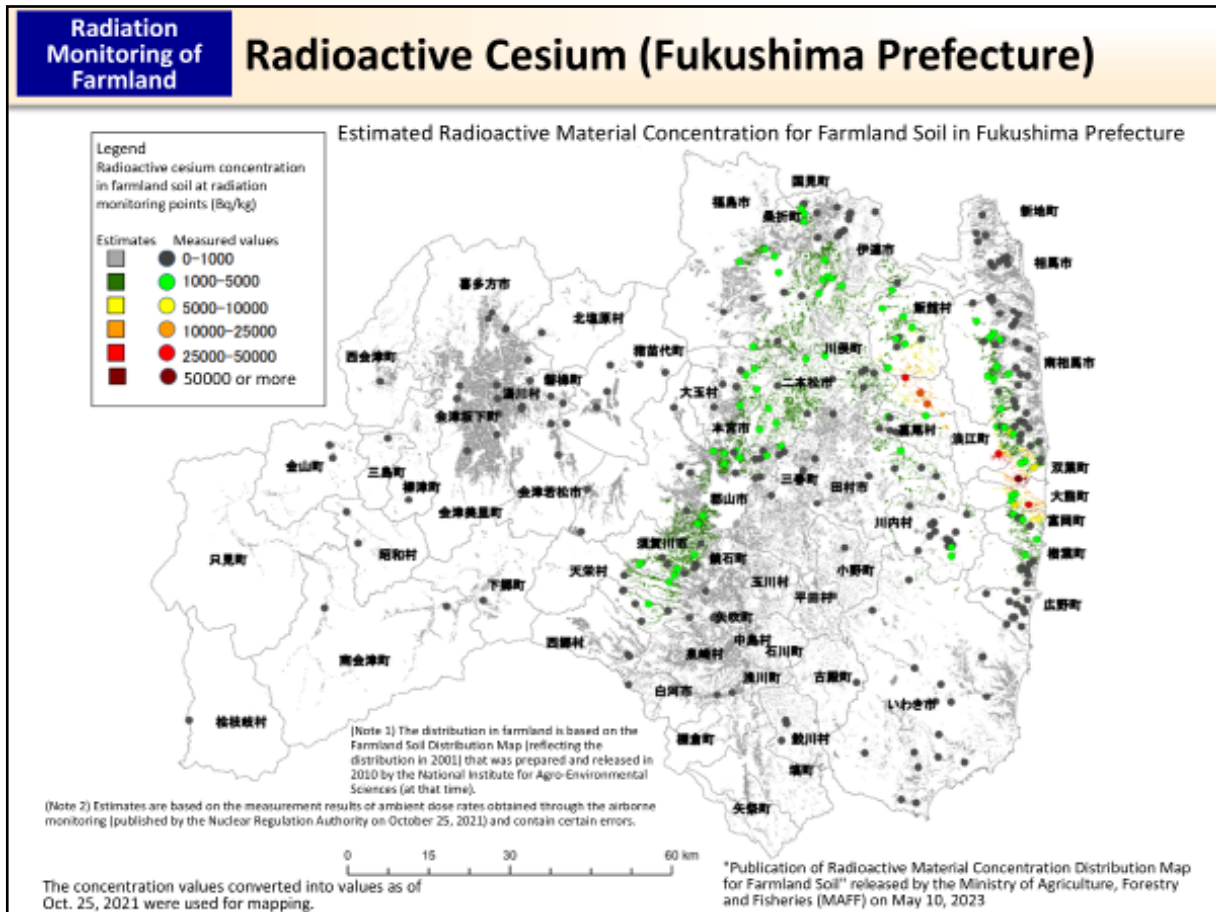 Radiation
Monitoring of
Farmland
Radioactive Cesium (Fukushima Prefecture)
Estimated Radioactive Material Concentration for Farmland Soil in Fukushima Prefecture
Legend
Radioactive cesium concentration
in farmland soil at radiation
monitoring points (Bq/kg)
Estimates Measured values
0-1000
1000-5000
5000-10000
10000-25000
25000-50000
50000 or more
国見町
福島市
桑折町
新地町
伊達市
相馬市
喜多方市
北塩原村
飯舘村
猪苗代町
川俣町
西会津町
南相馬市
磐梯町
大玉村
二本松市
湯川村
会津坂下町
本宮市
葛尾村
浪江町
金山町
双葉町
三島町
三春町
田村市
柳津町
会津若松市
郡山市
大熊町
会津美里町
川内村
富岡町
只見町
昭和村
須賀川市
楢葉町
天栄村
鏡石町
小野町
下郷町
玉川村
平田村
広野町
矢吹町
西郷村
中島村
泉崎村
石川町
南会津町
浅川町
古殿町
白河市
いわき市
檜枝岐村
棚倉町
鮫川村
塙町
矢祭町
(Note 1) The distribution in farmland is based on the
Farmland Soil Distribution Map (reflecting the
distribution in 2001) that was prepared and released in
2010 by the National Institute for Agro-Environmental
Sciences (at that time).
(Note 2) Estimates are based on the measurement results of ambient dose rates obtained through the airborne
monitoring (published by the Nuclear Regulation Authority on October 25, 2021) and contain certain errors.
0 15 30 60 km
The concentration values converted into values as of
Oct. 25, 2021 were used for mapping.
"Publication of Radioactive Material Concentration Distribution Map
for Farmland Soil" released by the Ministry of Agriculture, Forestry
and Fisheries (MAFF) on May 10, 2023